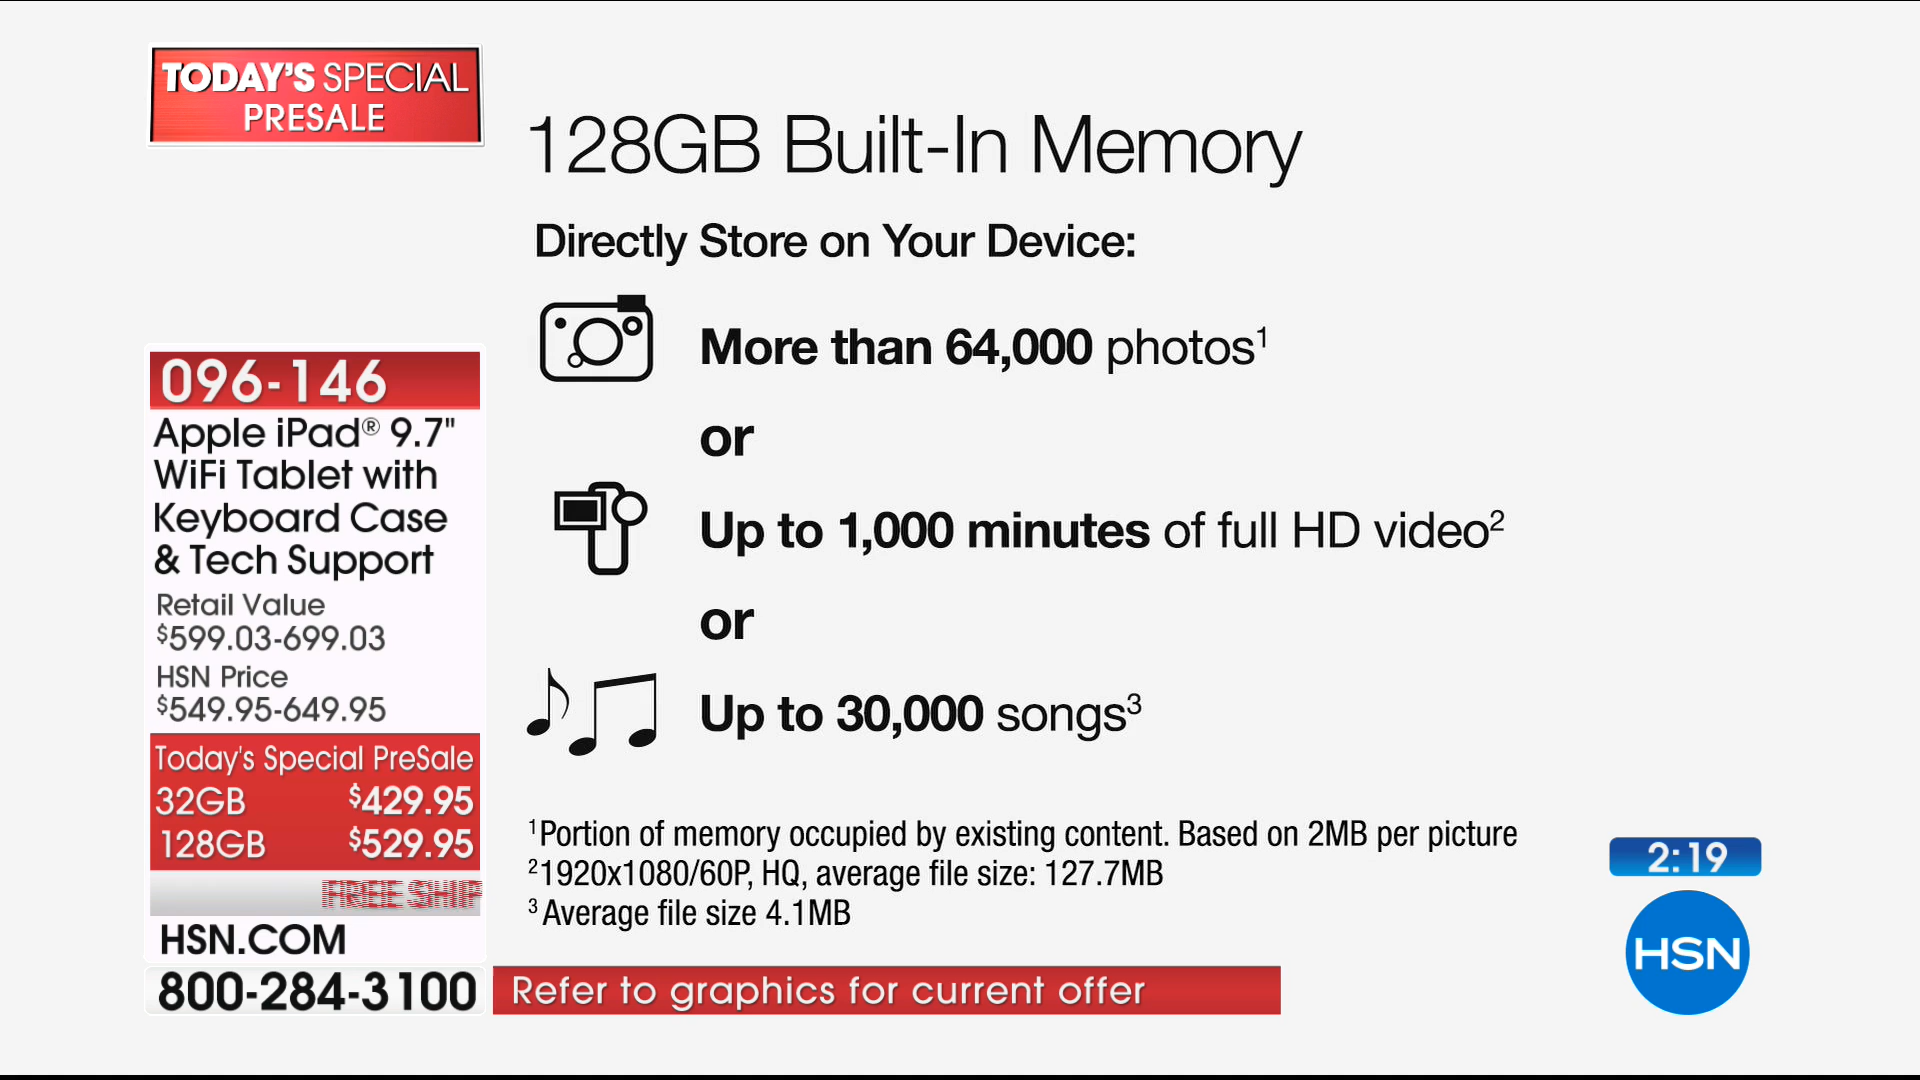 TODAY'S SPECIAL
PRESALE
128GB Built-In Memory
Directly Store on Your Device:
More than 64,000 photos¹
or
Up to 1,000 minutes of full HD video²
or
Up to 30,000 songs³
¹Portion of memory occupied by existing content. Based on 2MB per picture
²1920x1080/60P, HQ, average file size: 127.7MB
³Average file size 4.1MB
096-146
Apple iPad® 9.7"
WiFi Tablet with
Keyboard Case
& Tech Support
Retail Value
$599.03-699.03
HSN Price
$549.95-649.95
Today's Special PreSale
32GB $429.95
128GB $529.95
FREE SHIP
HSN.COM
800-284-3100
Refer to graphics for current offer
2:19
HSN